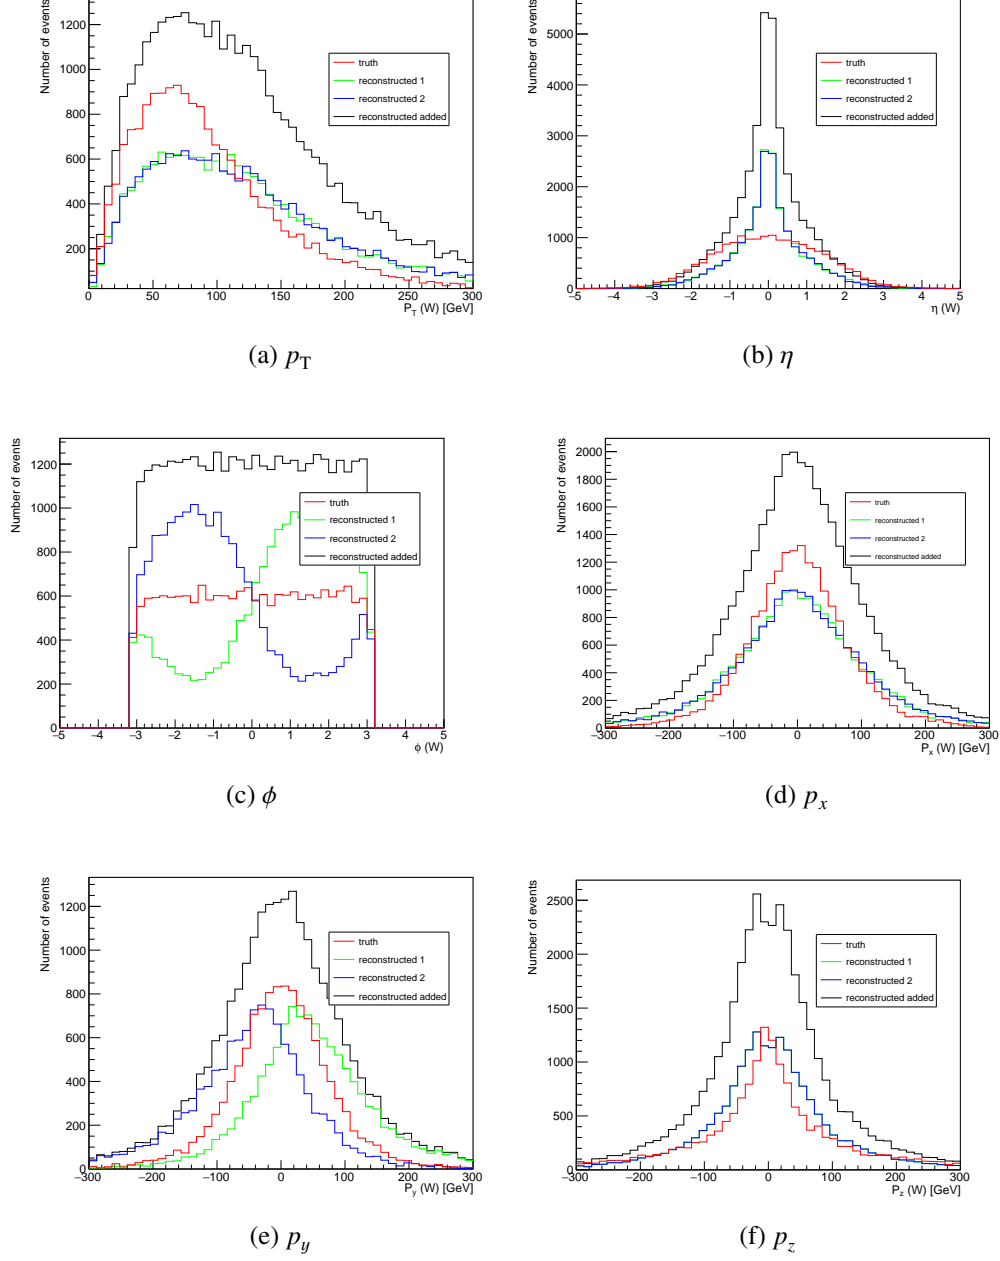 Number of events
1200
1000
800
600
400
200
0 50 100 150 200 250 300
P_T (W) [GeV]
truth
reconstructed 1
reconstructed 2
reconstructed added
(a) p_T
Number of events
5000
4000
3000
2000
1000
0
−5 −4 −3 −2 −1 0 1 2 3 4 5
η (W)
truth
reconstructed 1
reconstructed 2
reconstructed added
(b) η
Number of events
1200
1000
800
600
400
200
0
−5 −4 −3 −2 −1 0 1 2 3 4 5
ϕ (W)
truth
reconstructed 1
reconstructed 2
reconstructed added
(c) ϕ
Number of events
2000
1800
1600
1400
1200
1000
800
600
400
200
0
−300 −200 −100 0 100 200 300
P_x (W) [GeV]
truth
reconstructed 1
reconstructed 2
reconstructed added
(d) p_x
Number of events
1200
1000
800
600
400
200
0
−300 −200 −100 0 100 200 300
P_y (W) [GeV]
truth
reconstructed 1
reconstructed 2
reconstructed added
(e) p_y
Number of events
2500
2000
1500
1000
500
0
−300 −200 −100 0 100 200 300
P_z (W) [GeV]
truth
reconstructed 1
reconstructed 2
reconstructed added
(f) p_z